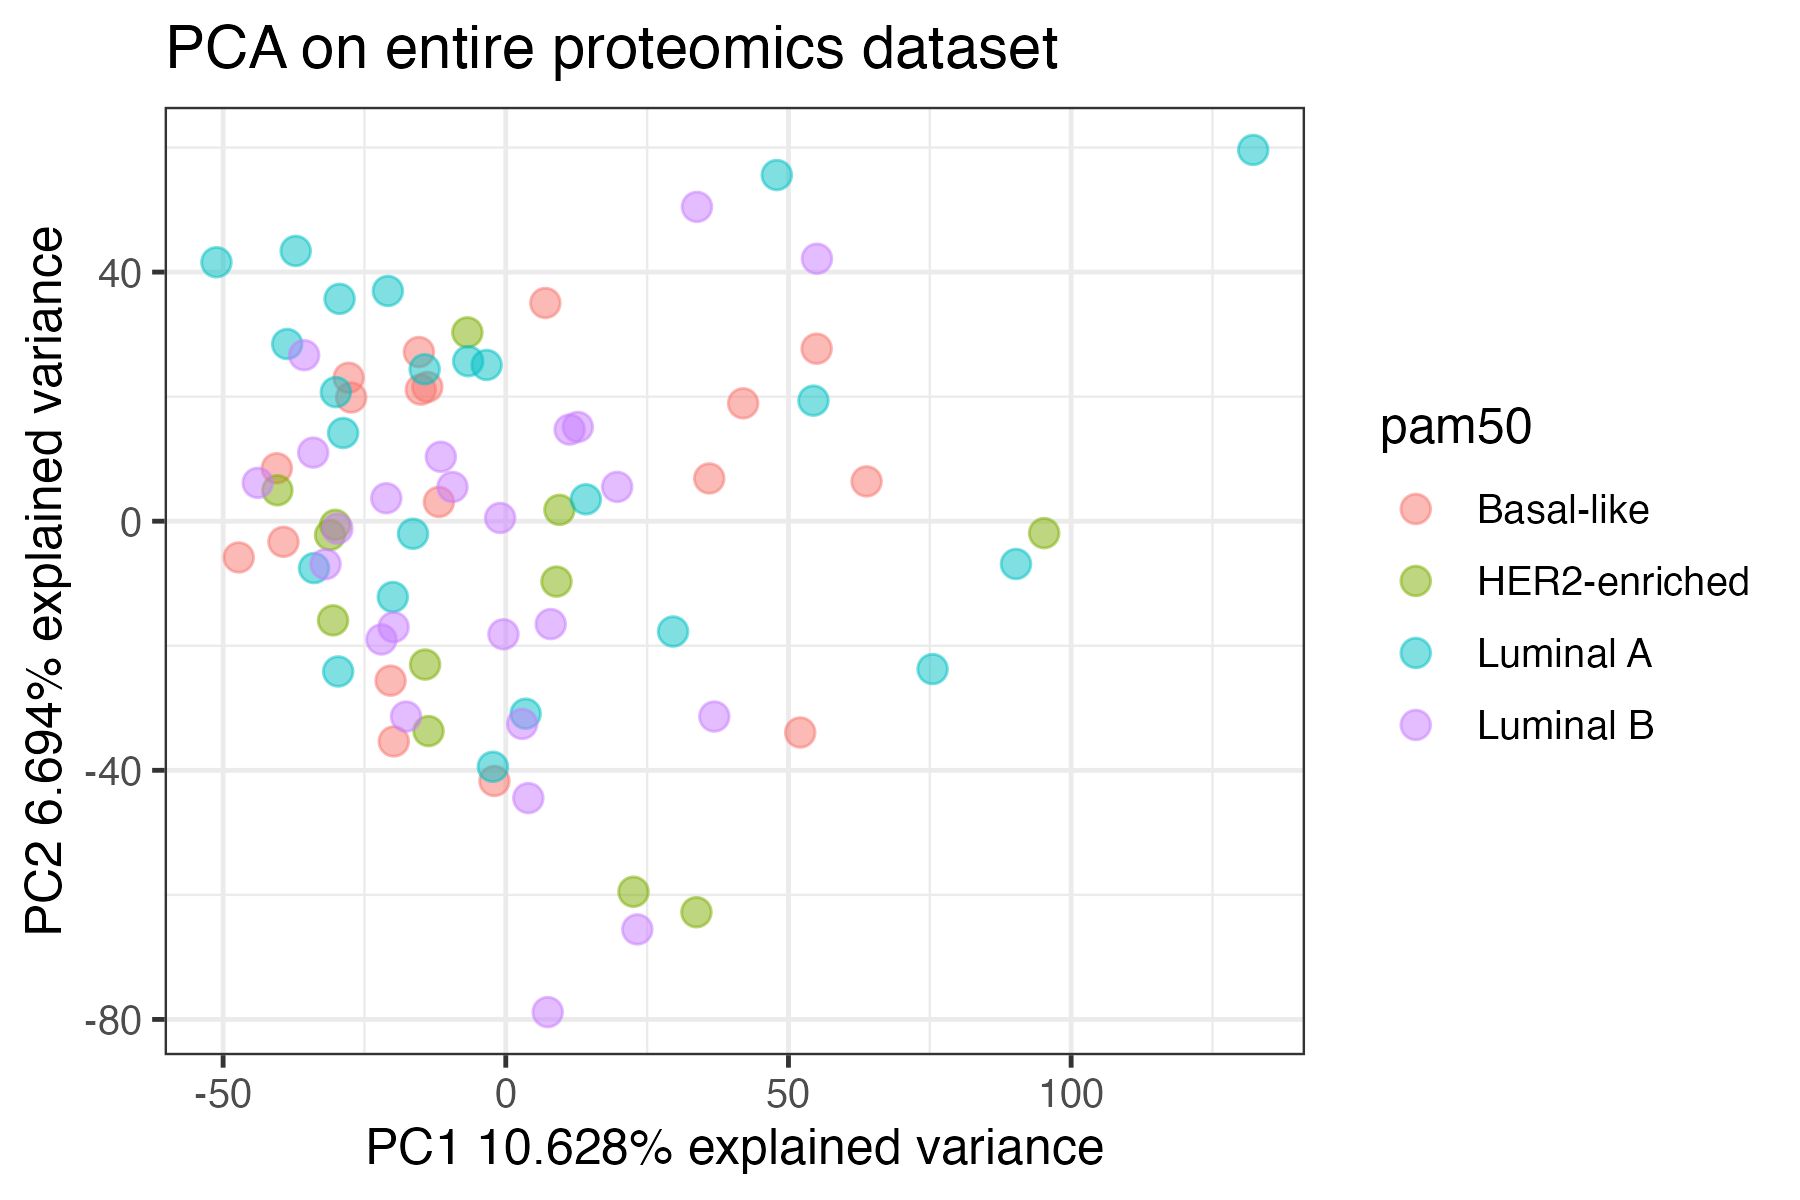 PCA on entire proteomics dataset
PC2 6.694% explained variance
40
0
-40
-80
-50 0 50 100
PC1 10.628% explained variance
pam50
Basal-like
HER2-enriched
Luminal A
Luminal B